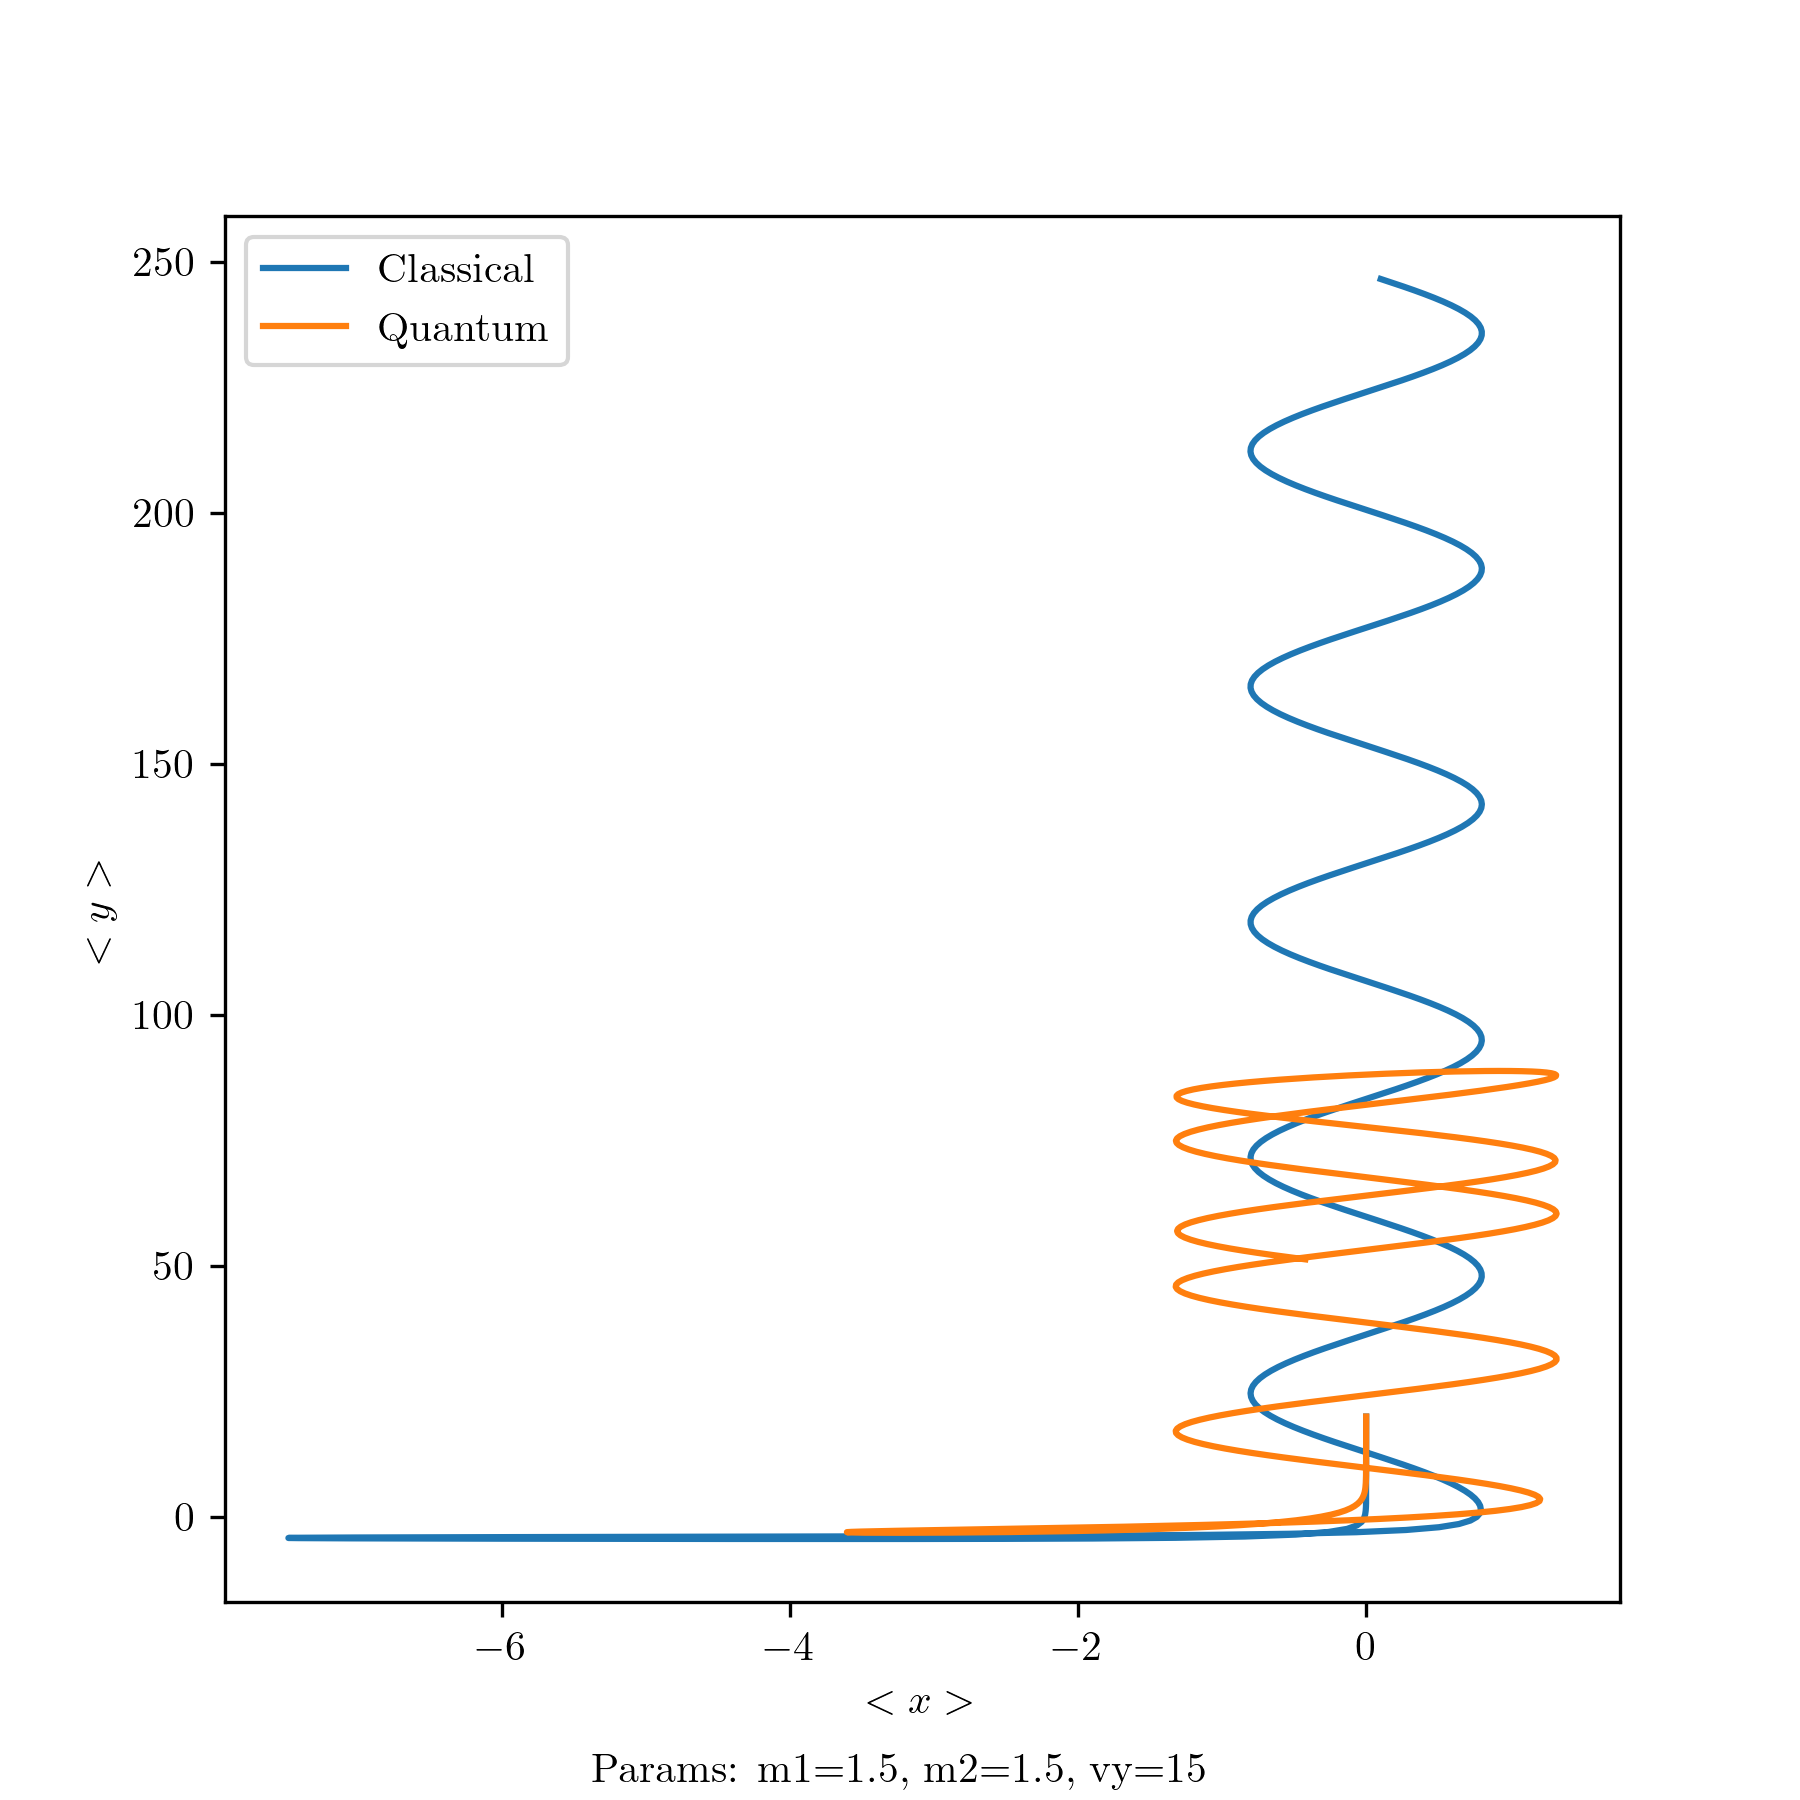 Classical
Quantum
250
200
150
100
50
0
< y >
−6 −4 −2 0
< x >
Params: m1=1.5, m2=1.5, vy=15